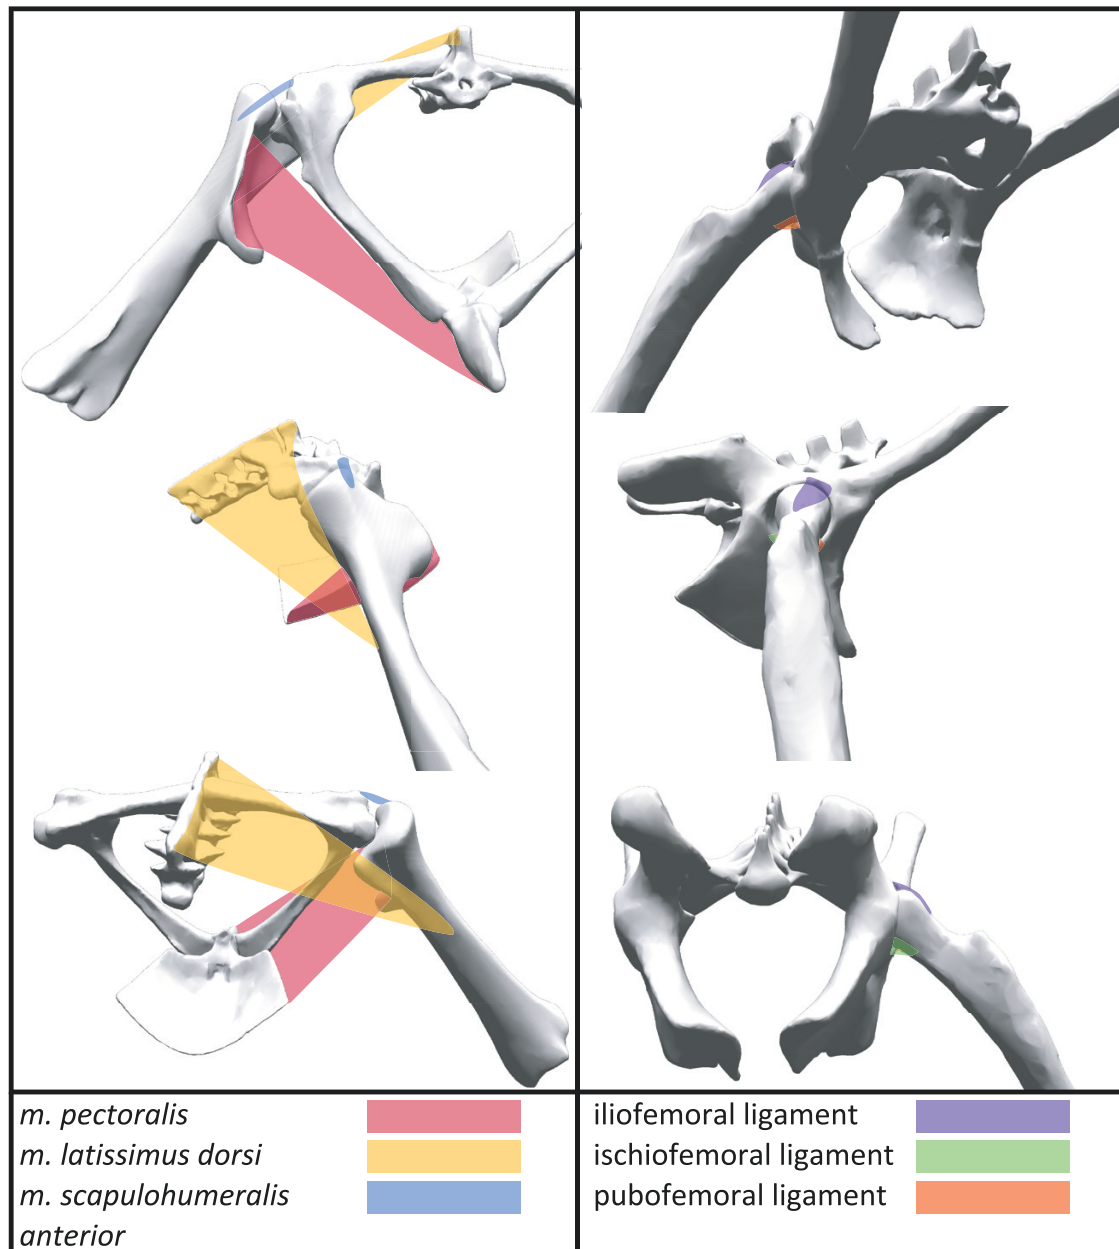 m. pectoralis
m. latissimus dorsi
m. scapulohumeralis
anterior
iliofemoral ligament
ischiofemoral ligament
pubofemoral ligament